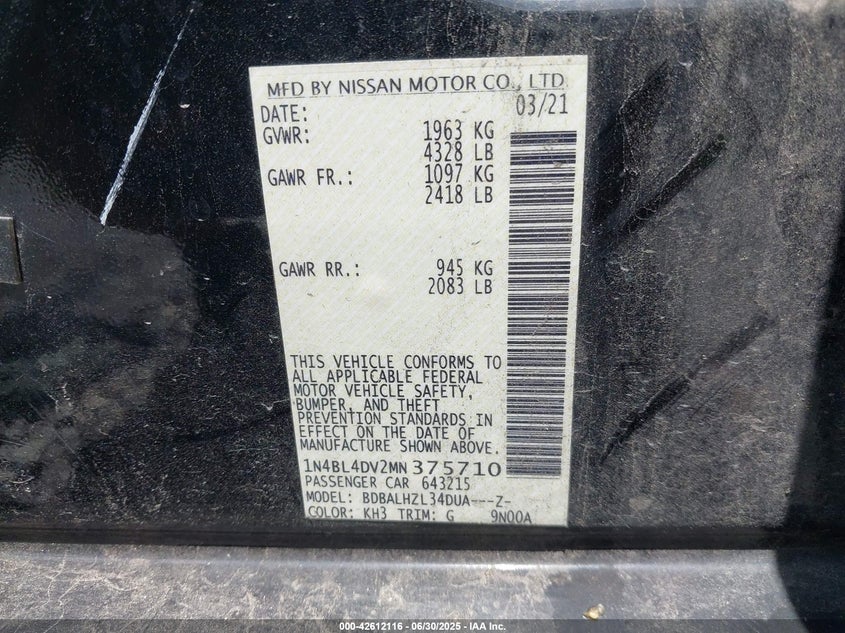 MFD BY NISSAN MOTOR CO., LTD
DATE: 03/21
GVWR: 1963 KG
4328 LB
GAWR FR.: 1097 KG
2418 LB
GAWR RR.: 945 KG
2083 LB
THIS VEHICLE CONFORMS TO
ALL APPLICABLE FEDERAL
MOTOR VEHICLE SAFETY,
BUMPER, AND THEFT
PREVENTION STANDARDS IN
EFFECT ON THE DATE OF
MANUFACTURE SHOWN ABOVE.
1N4BL4DV2MN375710
PASSENGER CAR 643215
MODEL: BDBALHZL34DUA---Z-
COLOR: KH3 TRIM: G 9N00A
000-42612116 - 06/30/2025 - IAA Inc.